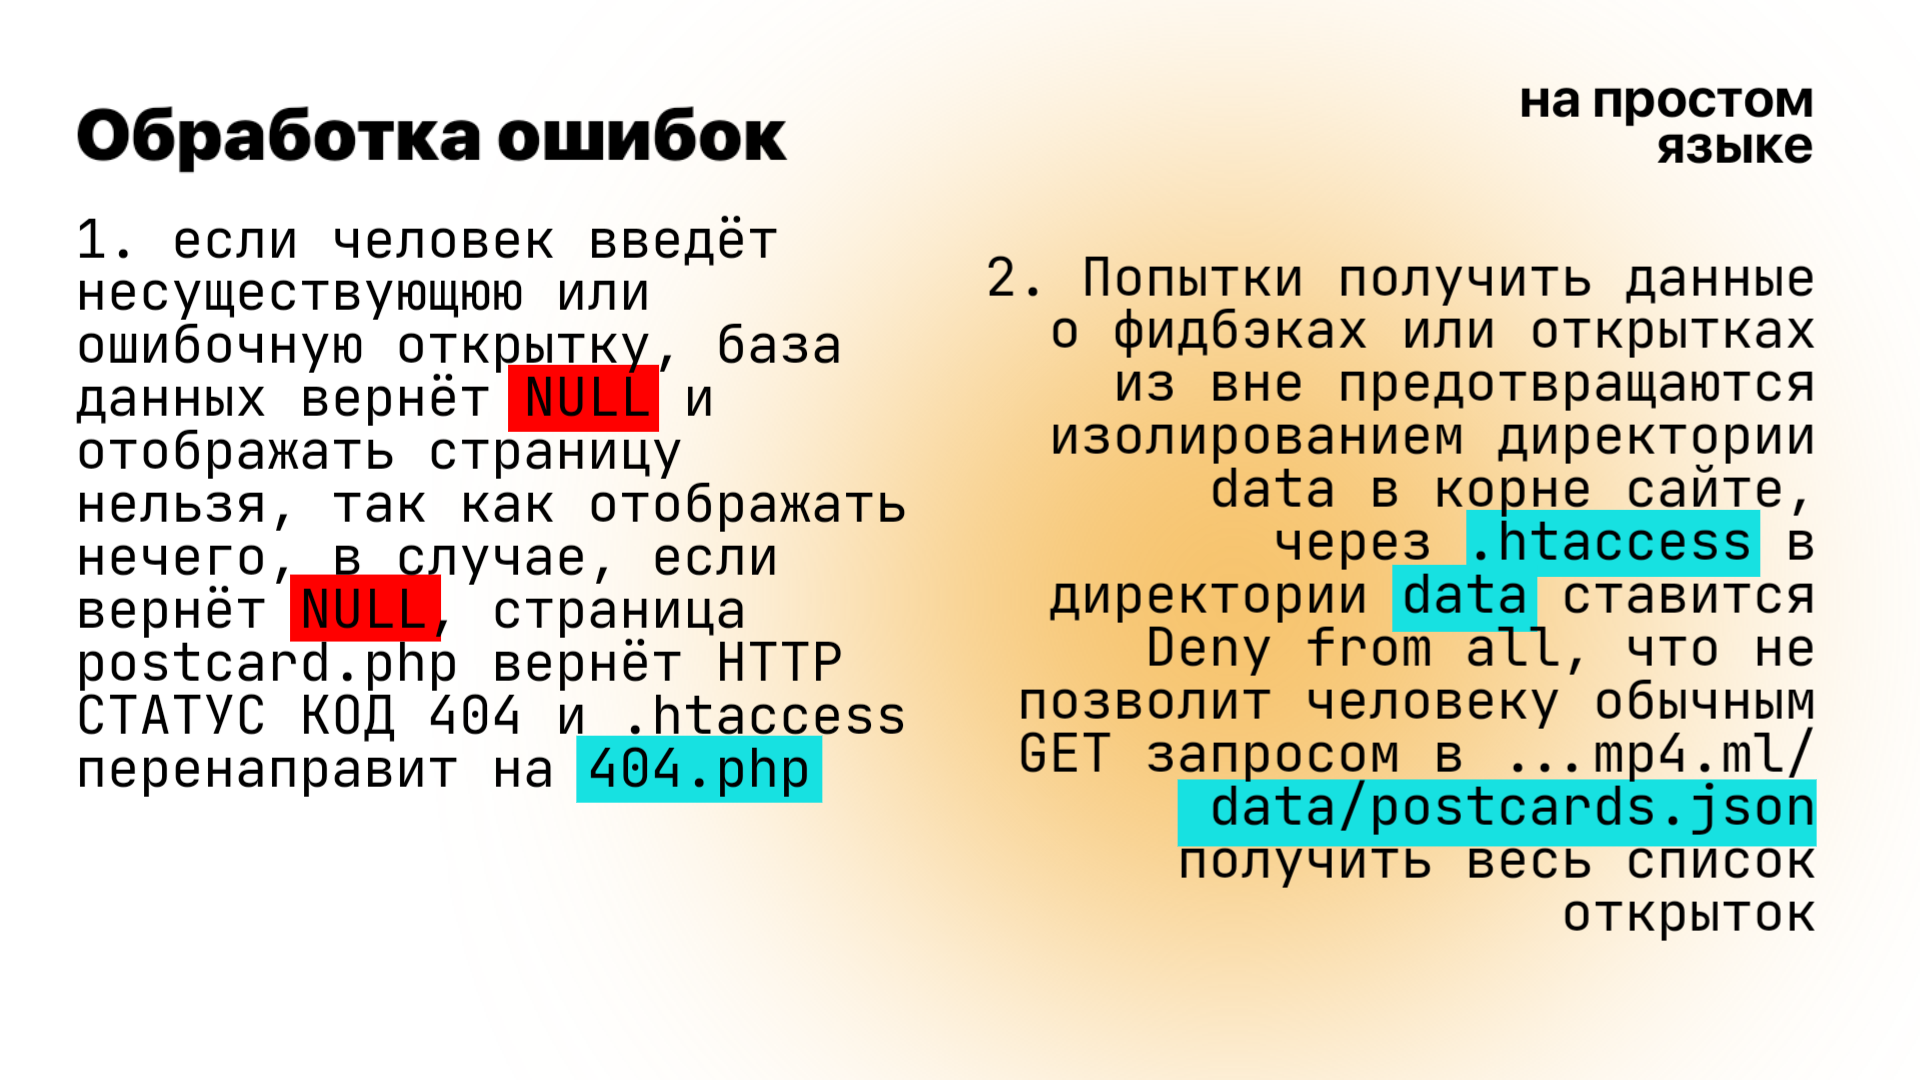 Обработка ошибок
на простом
языке
1. если человек введёт
несуществующюю или
ошибочную открытку, база
данных вернёт NULL и
отображать страницу
нельзя, так как отображать
нечего, в случае, если
вернёт NULL, страница
postcard.php вернёт HTTP
СТАТУС КОД 404 и .htaccess
перенаправит на 404.php
2. Попытки получить данные
о фидбэках или открытках
из вне предотвращаются
изолированием директории
data в корне сайте,
через .htaccess в
директории data ставится
Deny from all, что не
позволит человеку обычным
GET запросом в ...mp4.ml/
data/postcards.json
получить весь список
открыток